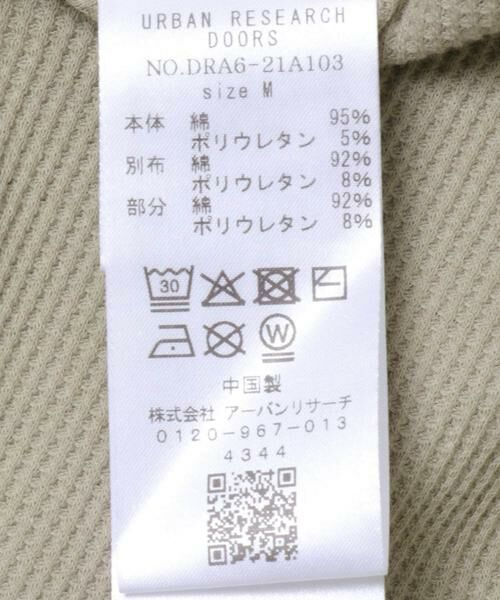 URBAN RESEARCH
DOORS
NO.DRA6-21A103
size M
本体 綿 95%
ポリウレタン 5%
別布 綿 92%
ポリウレタン 8%
部分 綿 92%
ポリウレタン 8%
30
W
中国製
株式会社 アーバンリサーチ
0120-967-013
4344